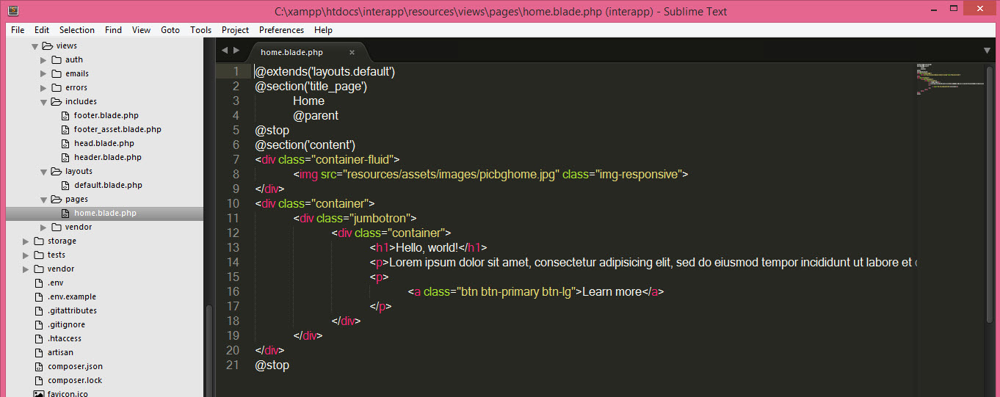 C:\xampp\htdocs\interapp\resources\views\pages\home.blade.php (interapp) - Sublime Text
File Edit Selection Find View Goto Tools Project Preferences Help
views
auth
emails
errors
includes
footer.blade.php
footer_asset.blade.php
head.blade.php
header.blade.php
layouts
default.blade.php
pages
home.blade.php
vendor
storage
tests
vendor
.env
.env.example
.gitattributes
.gitignore
.htaccess
artisan
composer.json
composer.lock
favicon.ico
home.blade.php
1 @extends('layouts.default')
2 @section('title_page')
3 Home
4 @parent
5 @stop
6 @section('content')
7 <div class="container-fluid">
8 <img src="resources/assets/images/picbghome.jpg" class="img-responsive">
9 </div>
10 <div class="container">
11 <div class="jumbotron">
12 <div class="container">
13 <h1>Hello, world!</h1>
14 <p>Lorem ipsum dolor sit amet, consectetur adipisicing elit, sed do eiusmod tempor incididunt ut labore et
15 <p>
16 <a class="btn btn-primary btn-lg">Learn more</a>
17 </p>
18 </div>
19 </div>
20 </div>
21 @stop